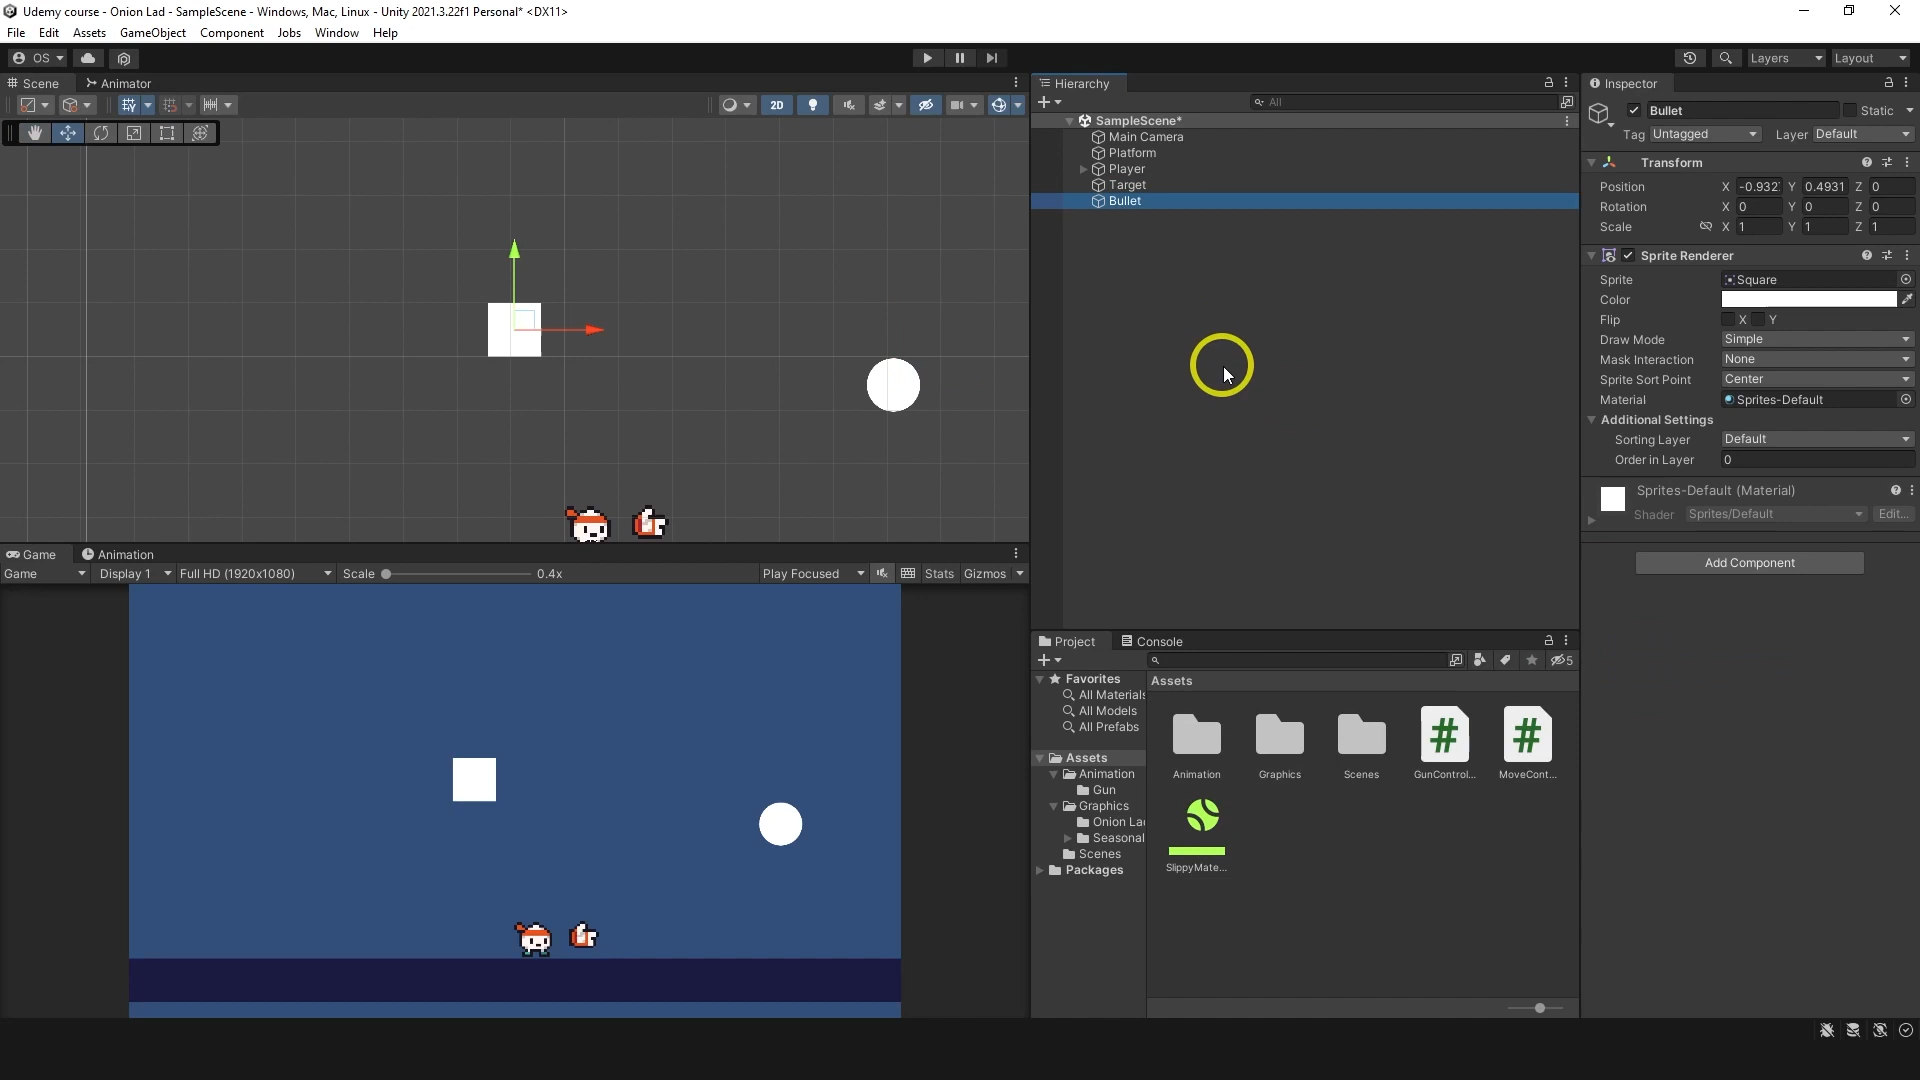 Udemy course - Onion Lad - SampleScene - Windows, Mac, Linux - Unity 2021.3.22f1 Personal* <DX11>
File Edit Assets GameObject Component Jobs Window Help
OS Layers Layout
Scene Animator
2D
Hierarchy
All
SampleScene*
Main Camera
Platform
Player
Target
Bullet
Inspector
Bullet Static
Tag Untagged Layer Default
Transform
Position X -0.932 Y 0.4931 Z 0
Rotation X 0 Y 0 Z 0
Scale X 1 Y 1 Z 1
Sprite Renderer
Sprite Square
Color
Flip X Y
Draw Mode Simple
Mask Interaction None
Sprite Sort Point Center
Material Sprites-Default
Additional Settings
Sorting Layer Default
Order in Layer 0
Sprites-Default (Material)
Shader Sprites/Default Edit...
Add Component
Game Animation
Game Display 1 Full HD (1920x1080) Scale 0.4x Play Focused Stats Gizmos
Project Console
5
Favorites
All Materials
All Models
All Prefabs
Assets
Animation
Gun
Graphics
Onion La
Seasonal
Scenes
Packages
Assets
Animation Graphics Scenes GunControl... MoveCont...
SlippyMate...